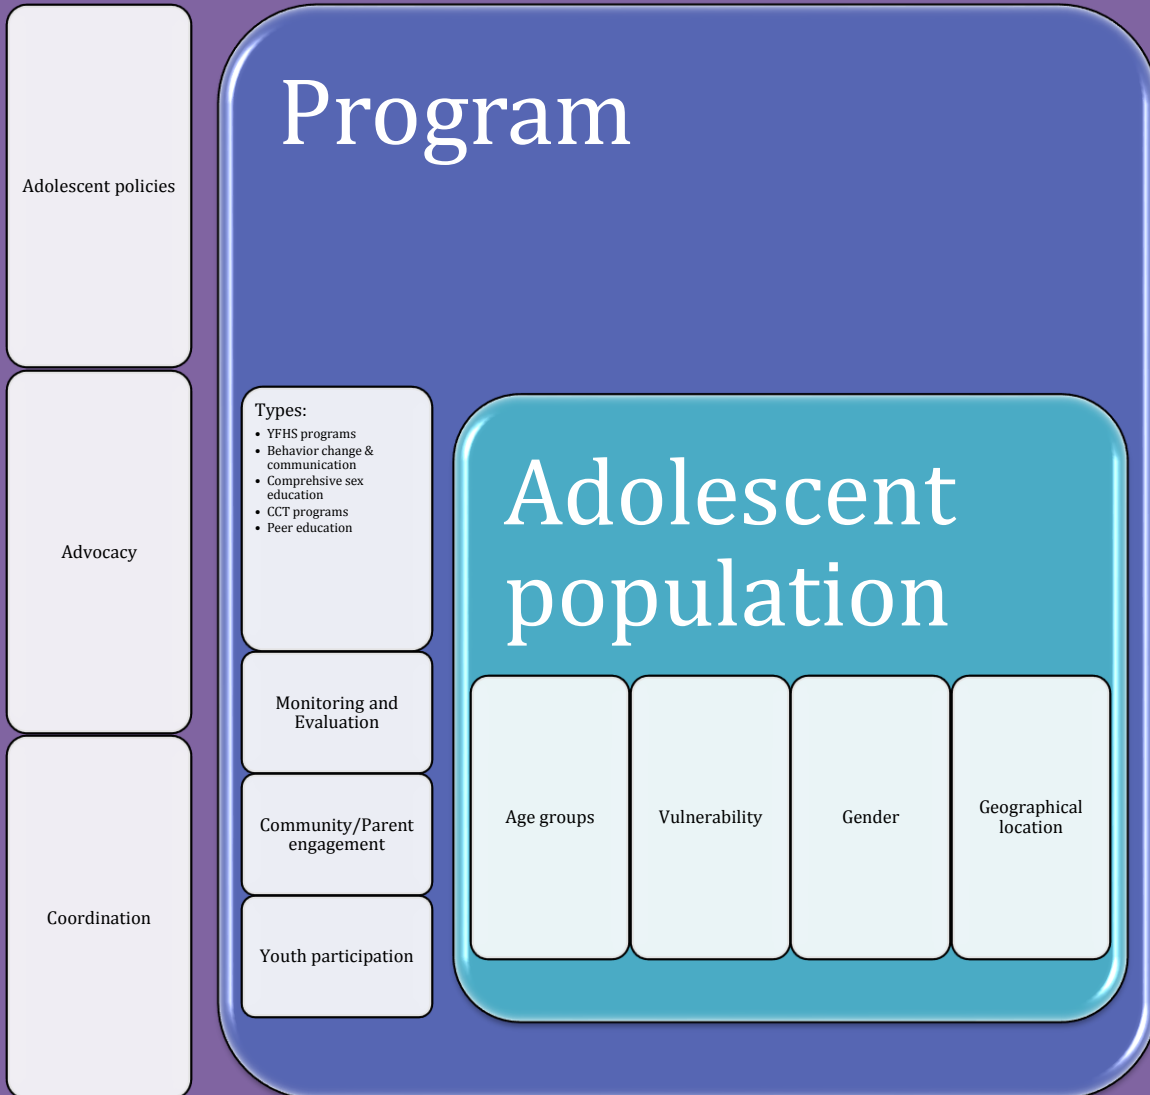 Adolescent policies
Advocacy
Coordination
Program
Types:
• YFHS programs
• Behavior change &
communication
• Comprehsive sex
education
• CCT programs
• Peer education
Monitoring and
Evaluation
Community/Parent
engagement
Youth participation
Adolescent
population
Age groups
Vulnerability
Gender
Geographical
location